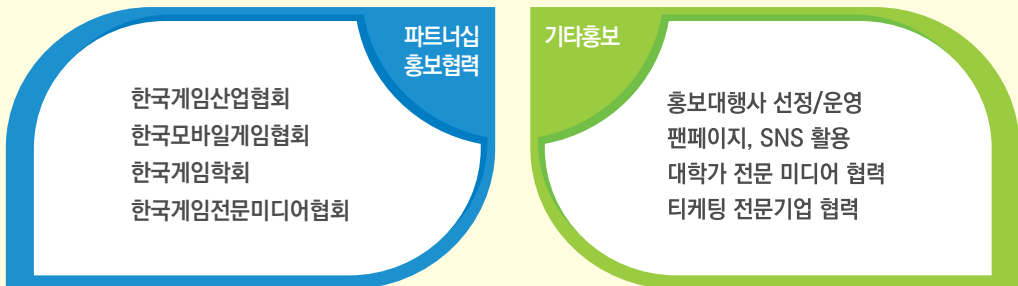 파트너십
홍보협력
한국게임산업협회
한국모바일게임협회
한국게임학회
한국게임전문미디어협회
기타홍보
홍보대행사 선정/운영
팬페이지, SNS 활용
대학가 전문 미디어 협력
티케팅 전문기업 협력